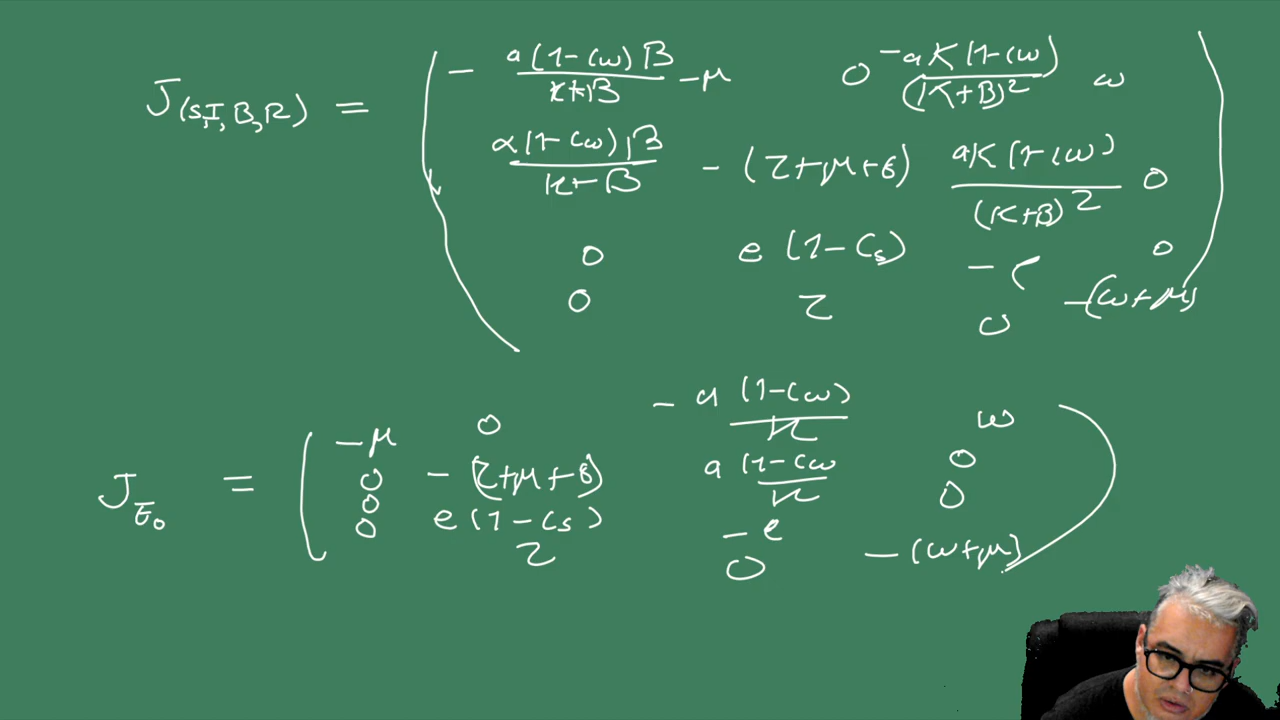 J(S,I,B,R) = ( - a(1-Cω)B/(K+B) - μ   0   -aK(1-Cω)/(K+B)²   ω
α(1-Cω)B/(K+B)   -(τ+μ+δ)   aK(1-Cω)/(K+B)²   0
0   e(1-Cs)   -   0
0   τ   0   -(ω+μ) )
J_E₀ = ( -μ   0   - a(1-Cω)/K   ω
0   -(τ+μ+δ)   a(1-Cω/K   0
0   e(1-Cs)   -e   0
0   τ   0   -(ω+μ) )